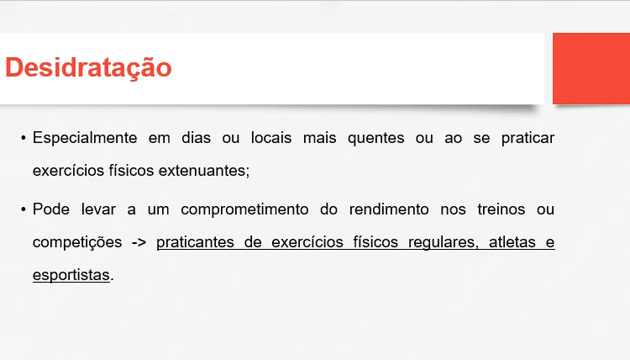 Desidratação
• Especialmente em dias ou locais mais quentes ou ao se praticar
exercícios físicos extenuantes;
• Pode levar a um comprometimento do rendimento nos treinos ou
competições -> praticantes de exercícios físicos regulares, atletas e
esportistas.